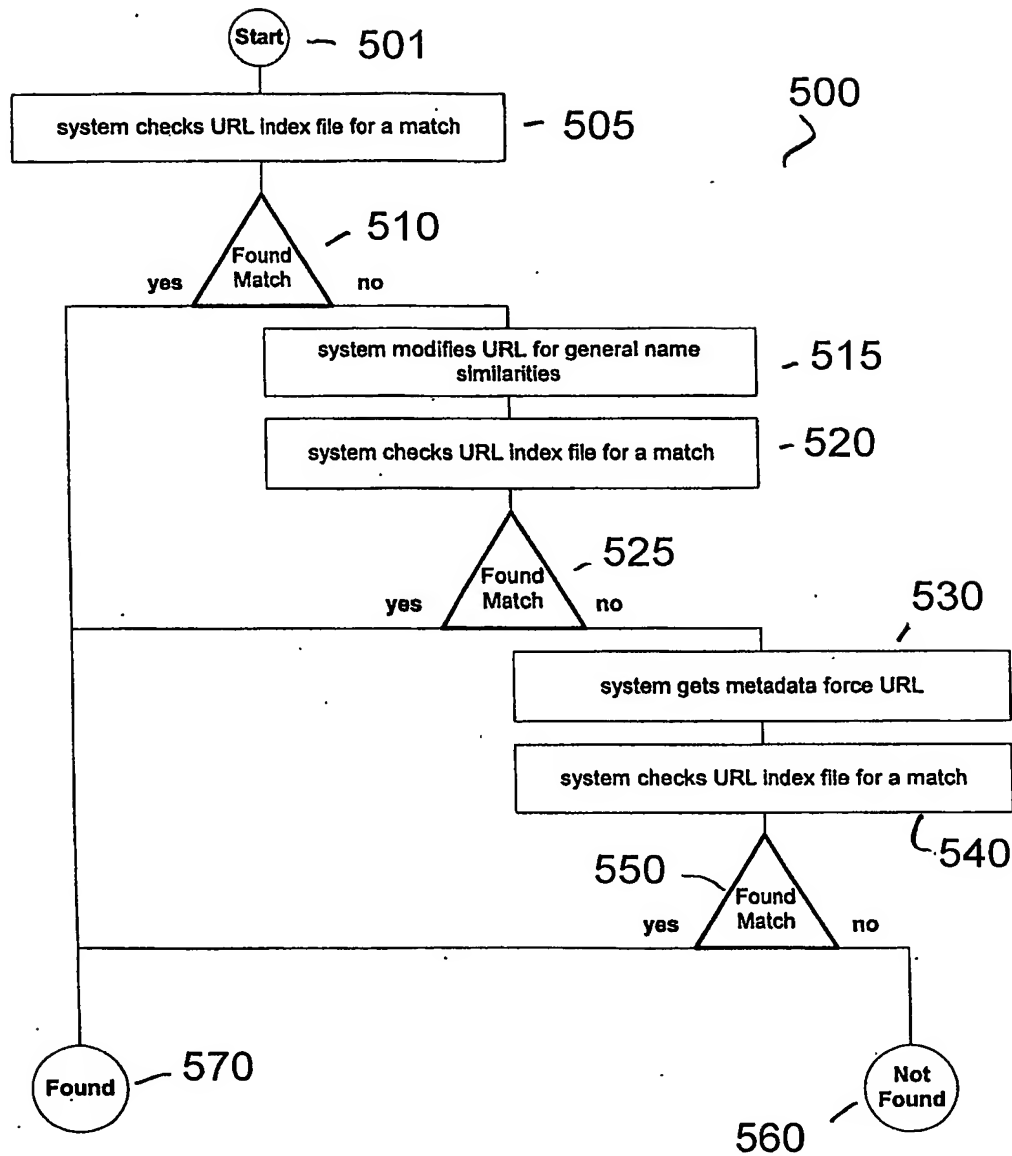 Start
501
500
system checks URL index file for a match
505
510
Found
Match
yes
no
system modifies URL for general name
similarities
515
system checks URL index file for a match
520
525
Found
Match
yes
no
530
system gets metadata force URL
system checks URL index file for a match
540
550
Found
Match
yes
no
Found
570
Not
Found
560